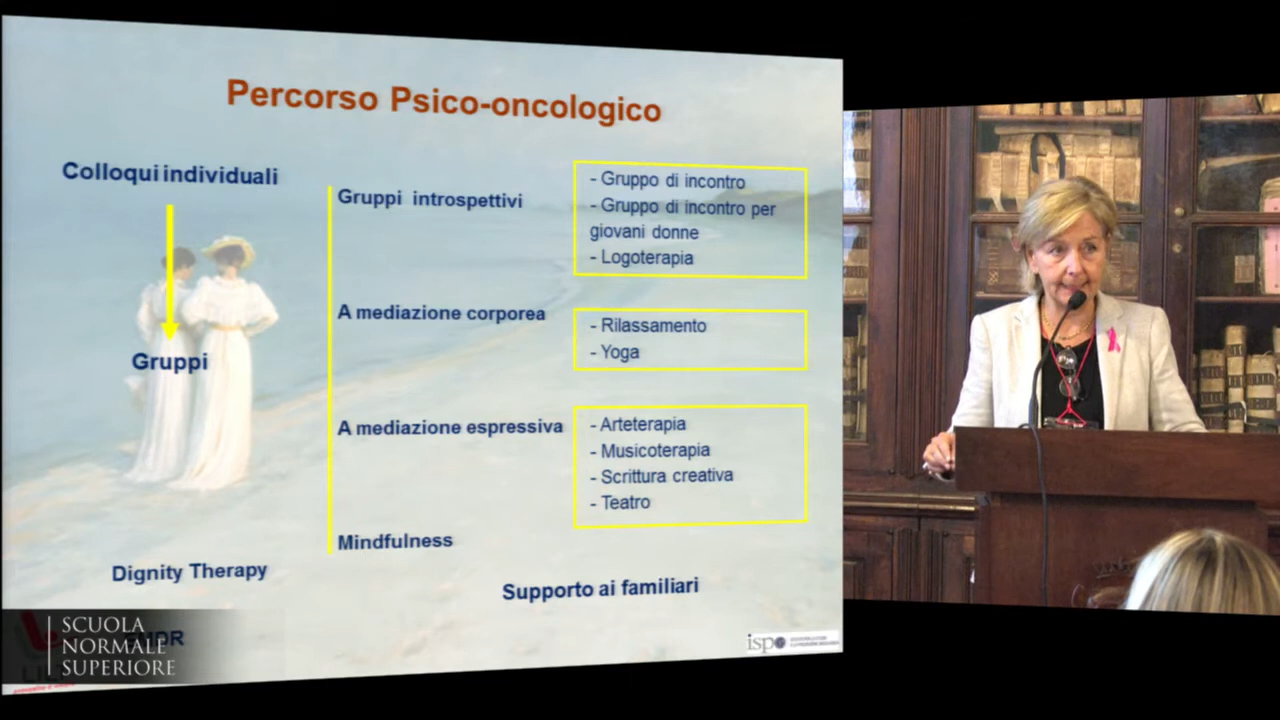 Percorso Psico-oncologico
Colloqui individuali
Gruppi
Gruppi introspettivi
- Gruppo di incontro
- Gruppo di incontro per
giovani donne
- Logoterapia
A mediazione corporea
- Rilassamento
- Yoga
A mediazione espressiva
- Arteterapia
- Musicoterapia
- Scrittura creativa
- Teatro
Mindfulness
Dignity Therapy
Supporto ai familiari
SCUOLA
NORMALE
SUPERIORE
ispo